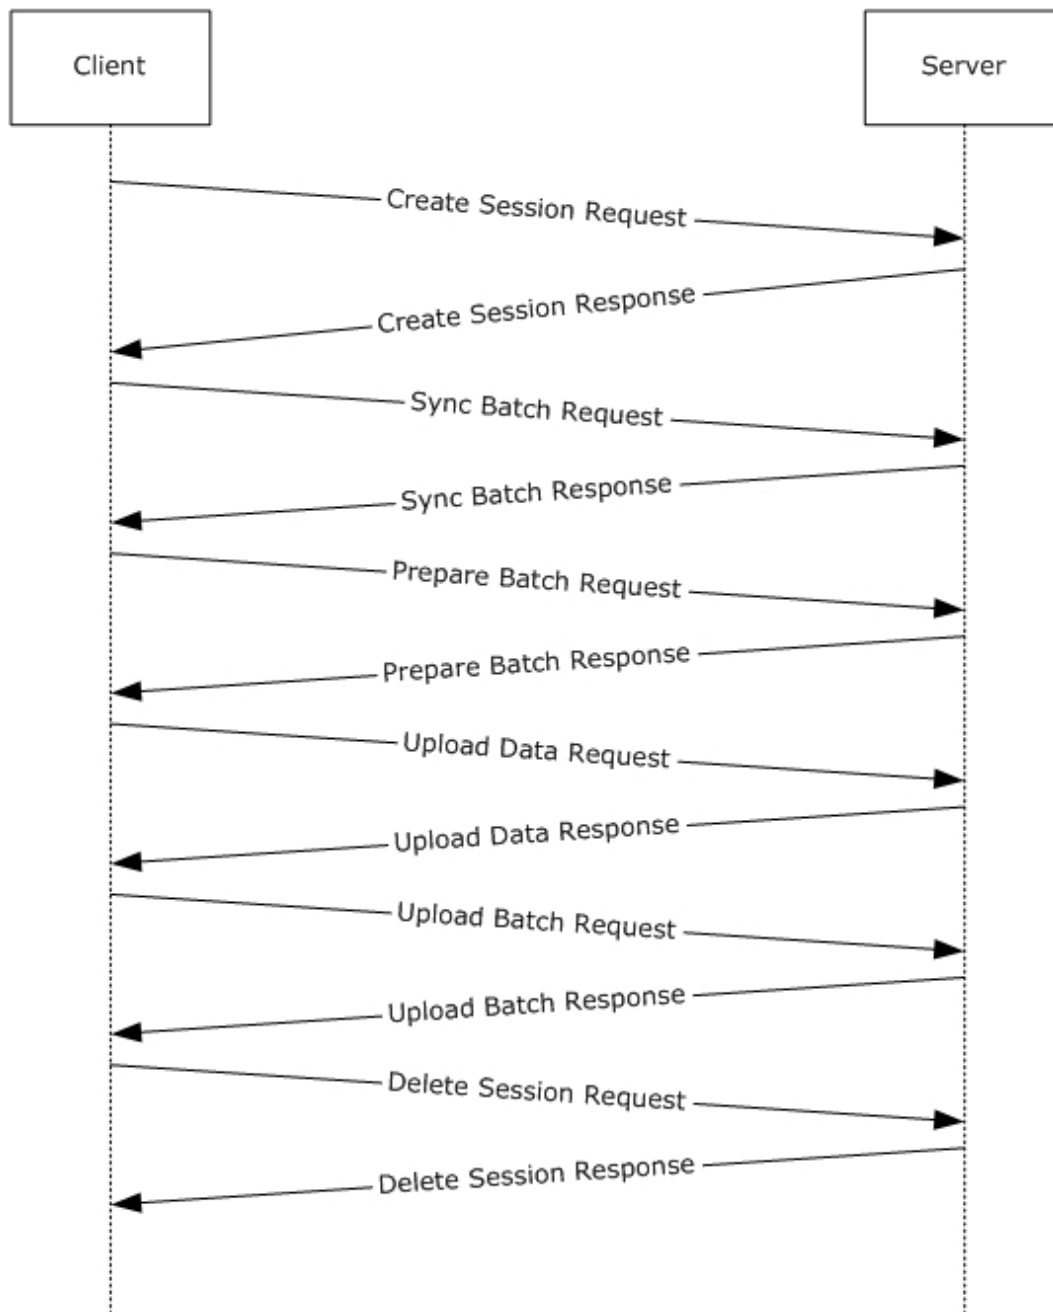 Client
Server
Create Session Request
Create Session Response
Sync Batch Request
Sync Batch Response
Prepare Batch Request
Prepare Batch Response
Upload Data Request
Upload Data Response
Upload Batch Request
Upload Batch Response
Delete Session Request
Delete Session Response